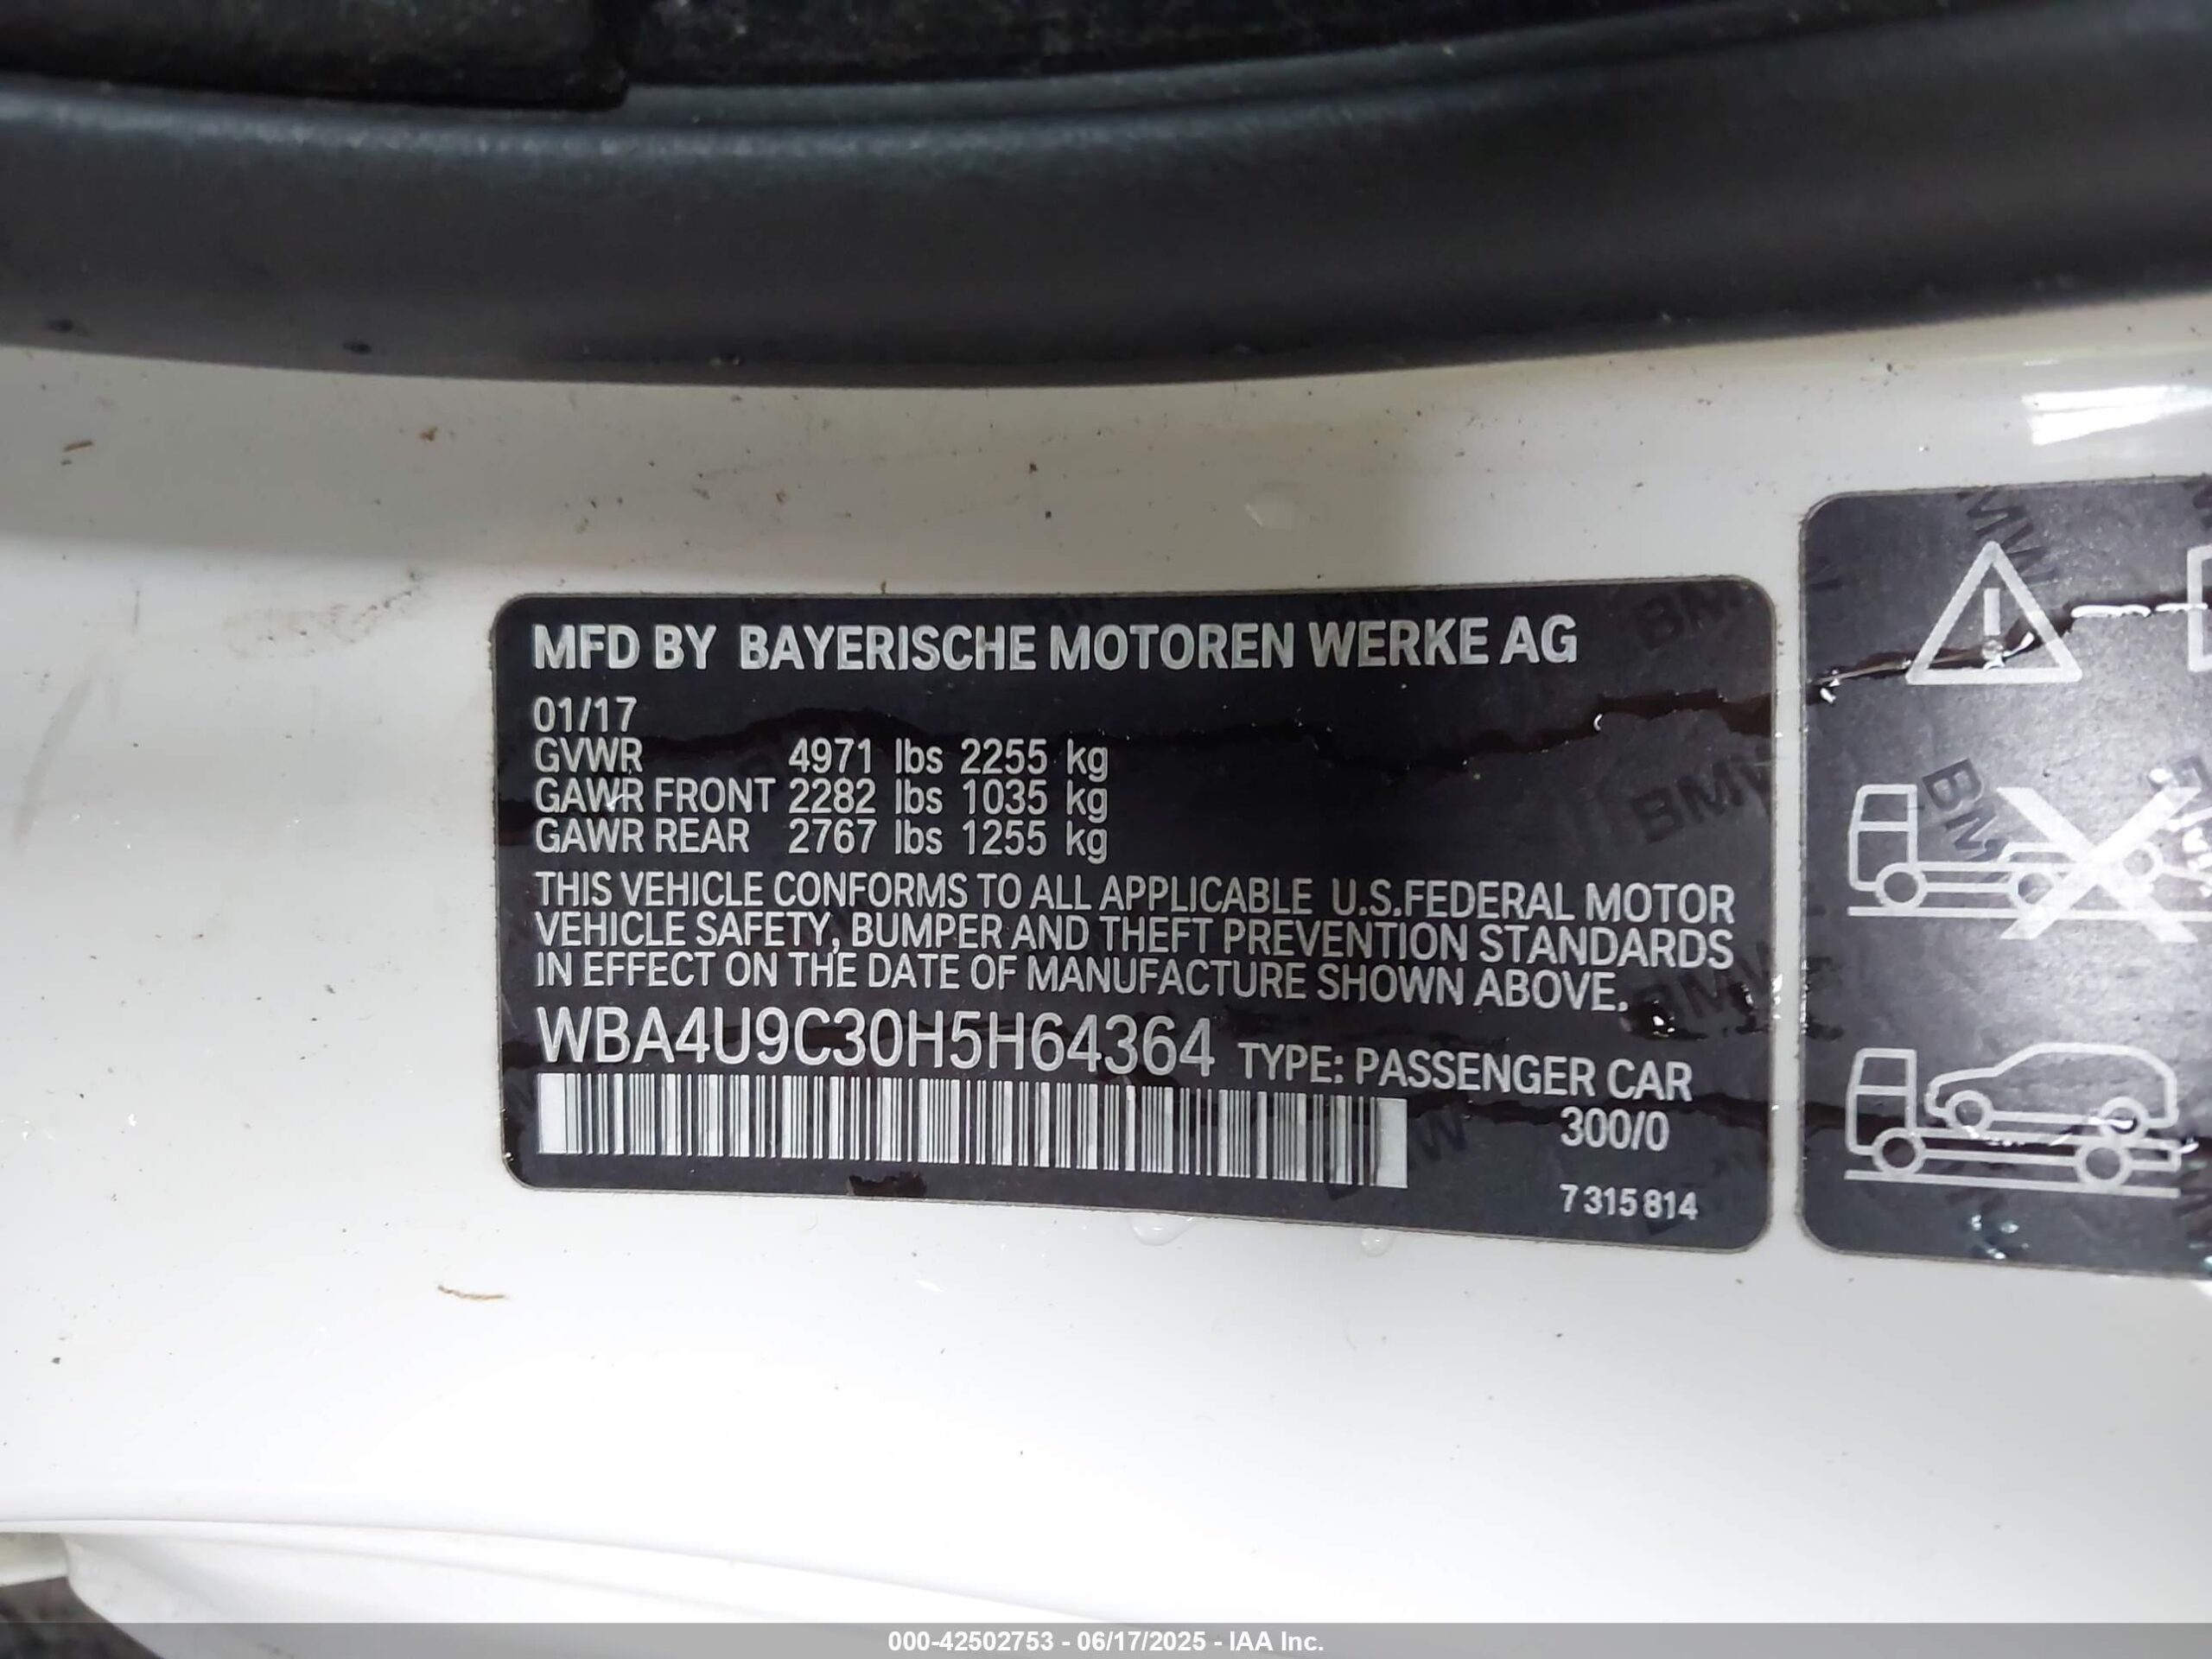 MFD BY BAYERISCHE MOTOREN WERKE AG
01/17
GVWR 4971 lbs 2255 kg
GAWR FRONT 2282 lbs 1035 kg
GAWR REAR 2767 lbs 1255 kg
THIS VEHICLE CONFORMS TO ALL APPLICABLE U.S.FEDERAL MOTOR
VEHICLE SAFETY, BUMPER AND THEFT PREVENTION STANDARDS
IN EFFECT ON THE DATE OF MANUFACTURE SHOWN ABOVE.
WBA4U9C30H5H64364 TYPE: PASSENGER CAR
300/0
7 315 814
000-42502753 - 06/17/2025 - IAA Inc.